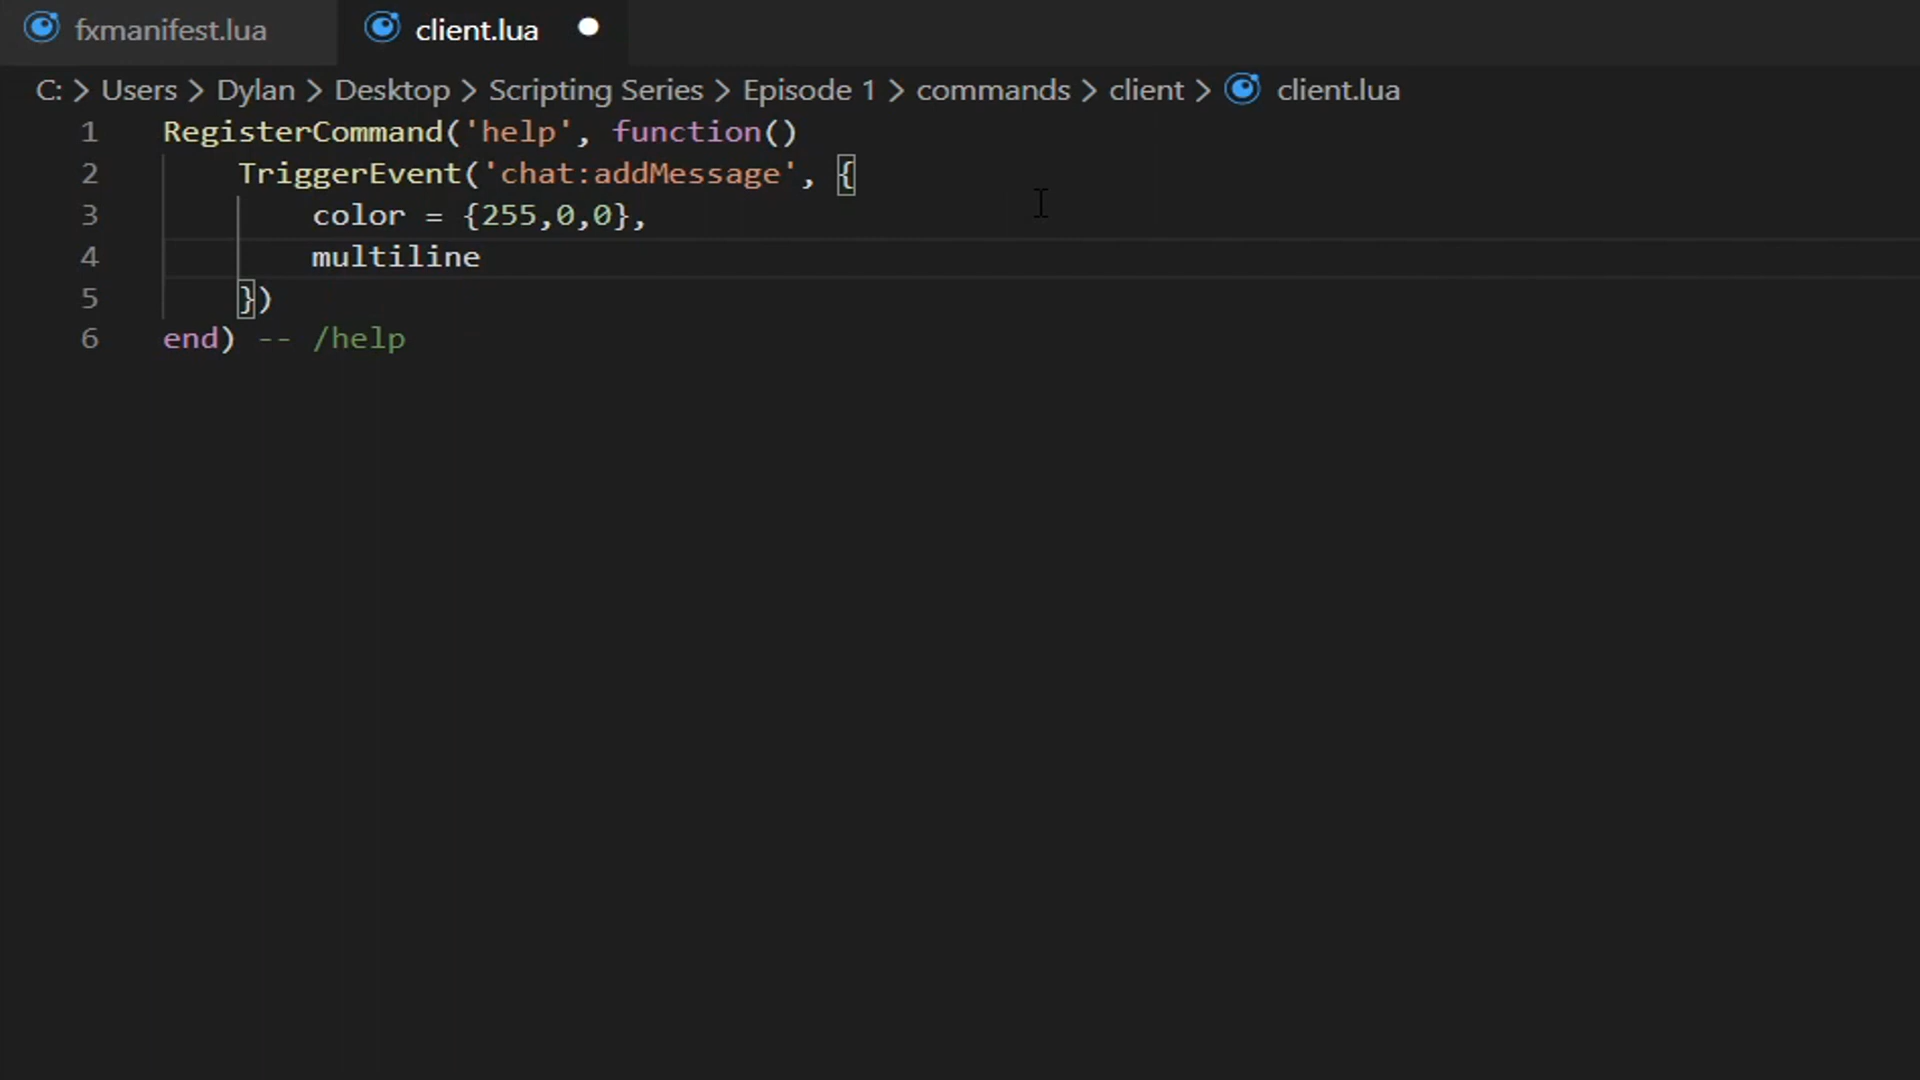 fxmanifest.lua client.lua
C: > Users > Dylan > Desktop > Scripting Series > Episode 1 > commands > client > client.lua
1 RegisterCommand('help', function()
2 TriggerEvent('chat:addMessage', {
3 color = {255,0,0},
4 multiline
5 })
6 end) -- /help